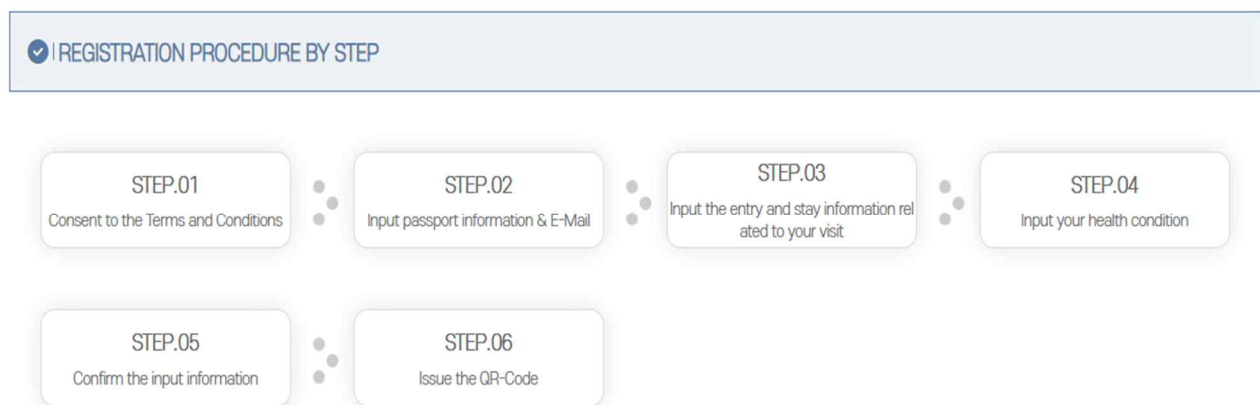 REGISTRATION PROCEDURE BY STEP
STEP.01
Consent to the Terms and Conditions
STEP.02
Input passport information & E-Mail
STEP.03
Input the entry and stay information rel
ated to your visit
STEP.04
Input your health condition
STEP.05
Confirm the input information
STEP.06
Issue the QR-Code